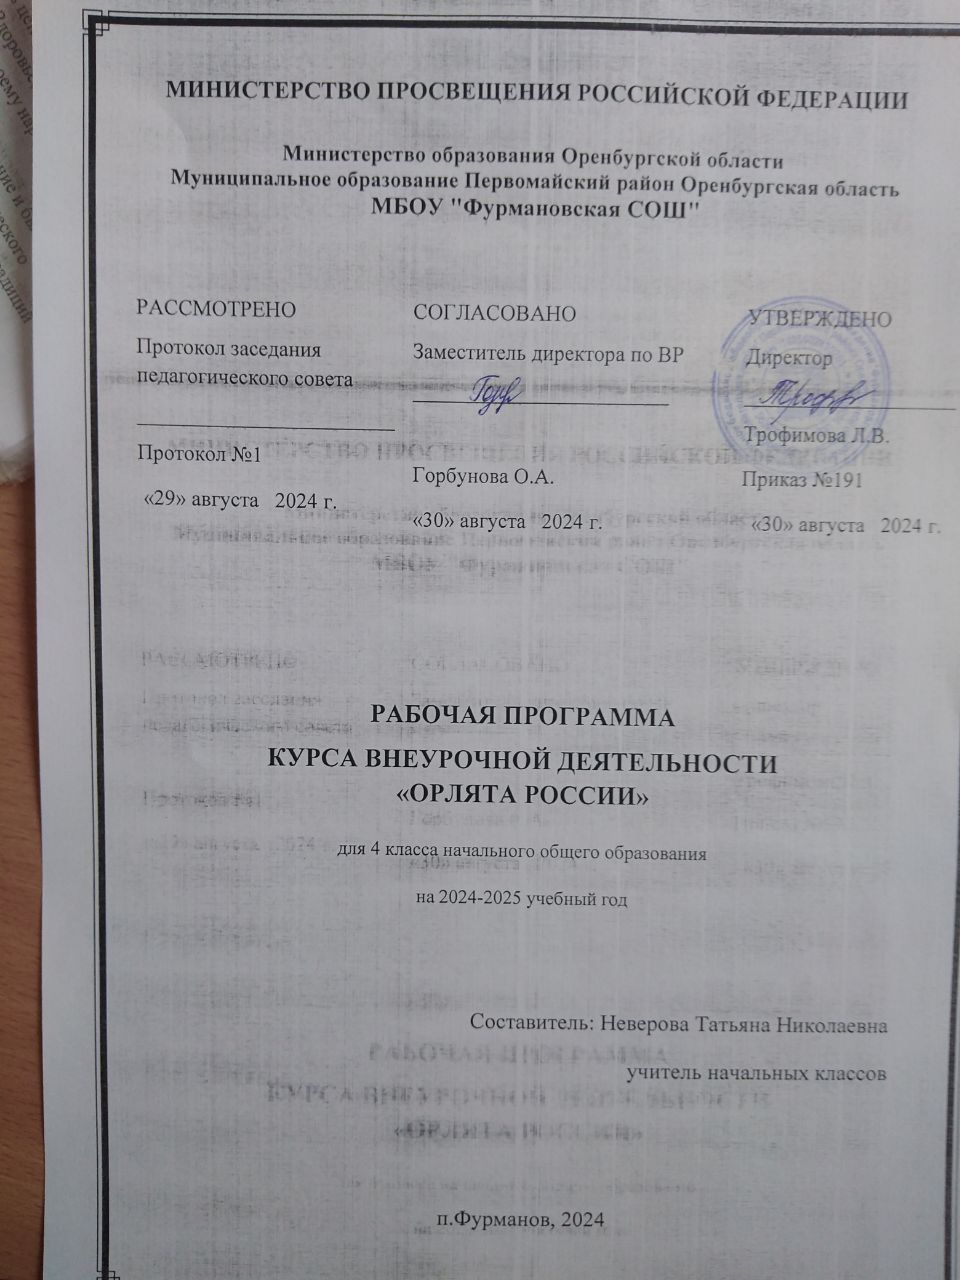 МИНИСТЕРСТВО ПРОСВЕЩЕНИЯ РОССИЙСКОЙ ФЕДЕРАЦИИ
Министерство образования Оренбургской области
Муниципальное образование Первомайский район Оренбургская область
МБОУ "Фурмановская СОШ"
РАССМОТРЕНО
Протокол заседания
педагогического совета
Протокол №1
«29» августа 2024 г.
СОГЛАСОВАНО
Заместитель директора по ВР
Горбунова О.А.
«30» августа 2024 г.
УТВЕРЖДЕНО
Директор
Трофимова Л.В.
Приказ №191
«30» августа 2024 г.
РАБОЧАЯ ПРОГРАММА
КУРСА ВНЕУРОЧНОЙ ДЕЯТЕЛЬНОСТИ
«ОРЛЯТА РОССИИ»
для 4 класса начального общего образования
на 2024-2025 учебный год
Составитель: Неверова Татьяна Николаевна
учитель начальных классов
п.Фурманов, 2024